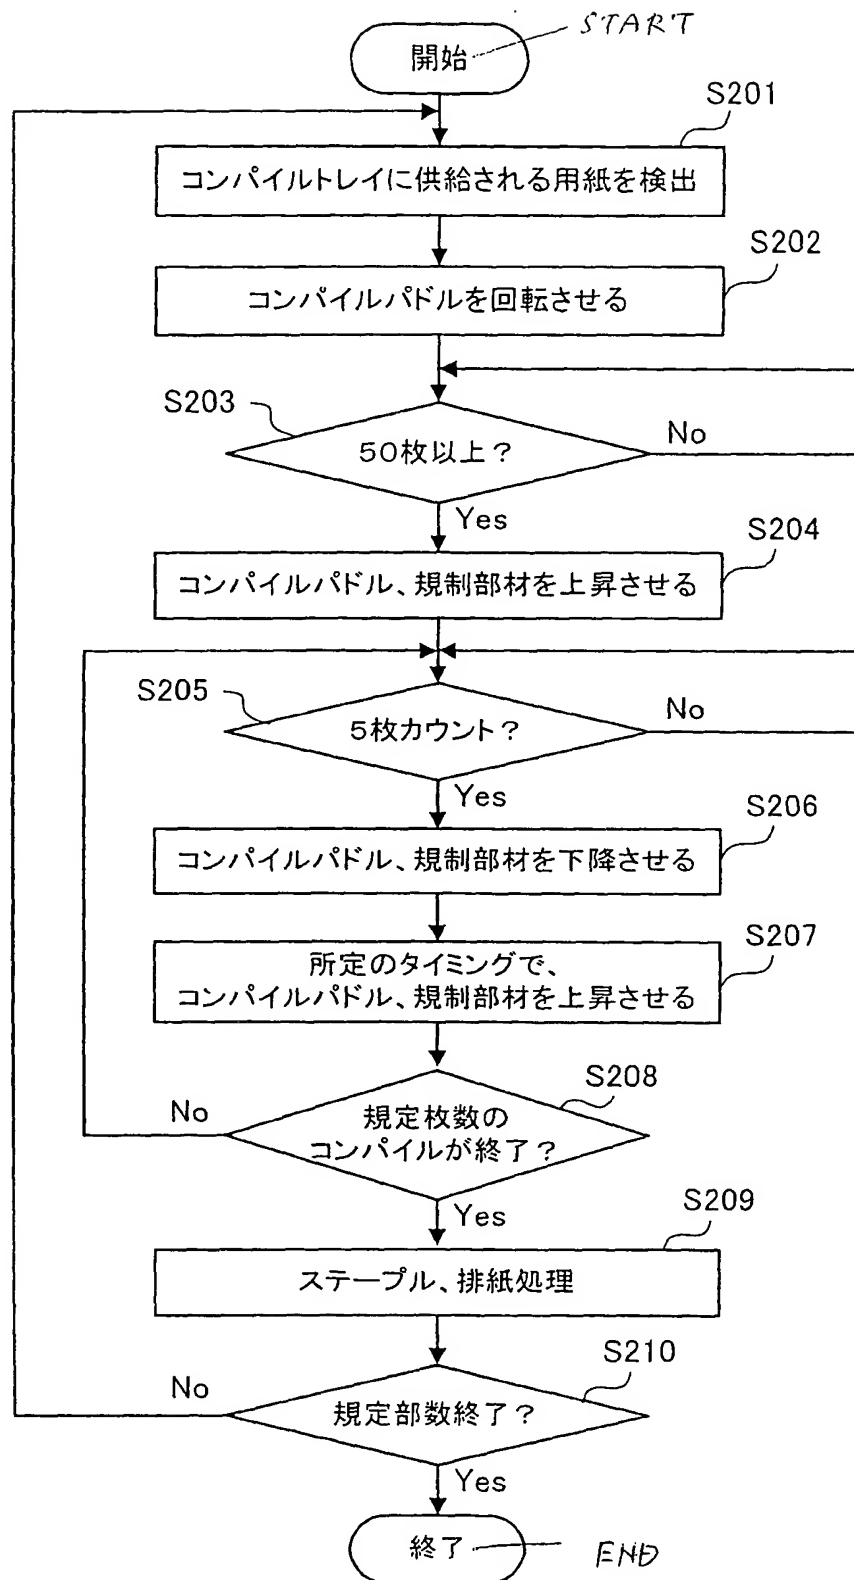 START
開始
S201
コンパイルトレイに供給される用紙を検出
S202
コンパイルパドルを回転させる
S203
50枚以上?
No
Yes
S204
コンパイルパドル、規制部材を上昇させる
S205
5枚カウント?
No
Yes
S206
コンパイルパドル、規制部材を下降させる
S207
所定のタイミングで、
コンパイルパドル、規制部材を上昇させる
S208
No
規定枚数の
コンパイルが終了?
Yes
S209
ステープル、排紙処理
S210
No
規定部数終了?
Yes
終了
END